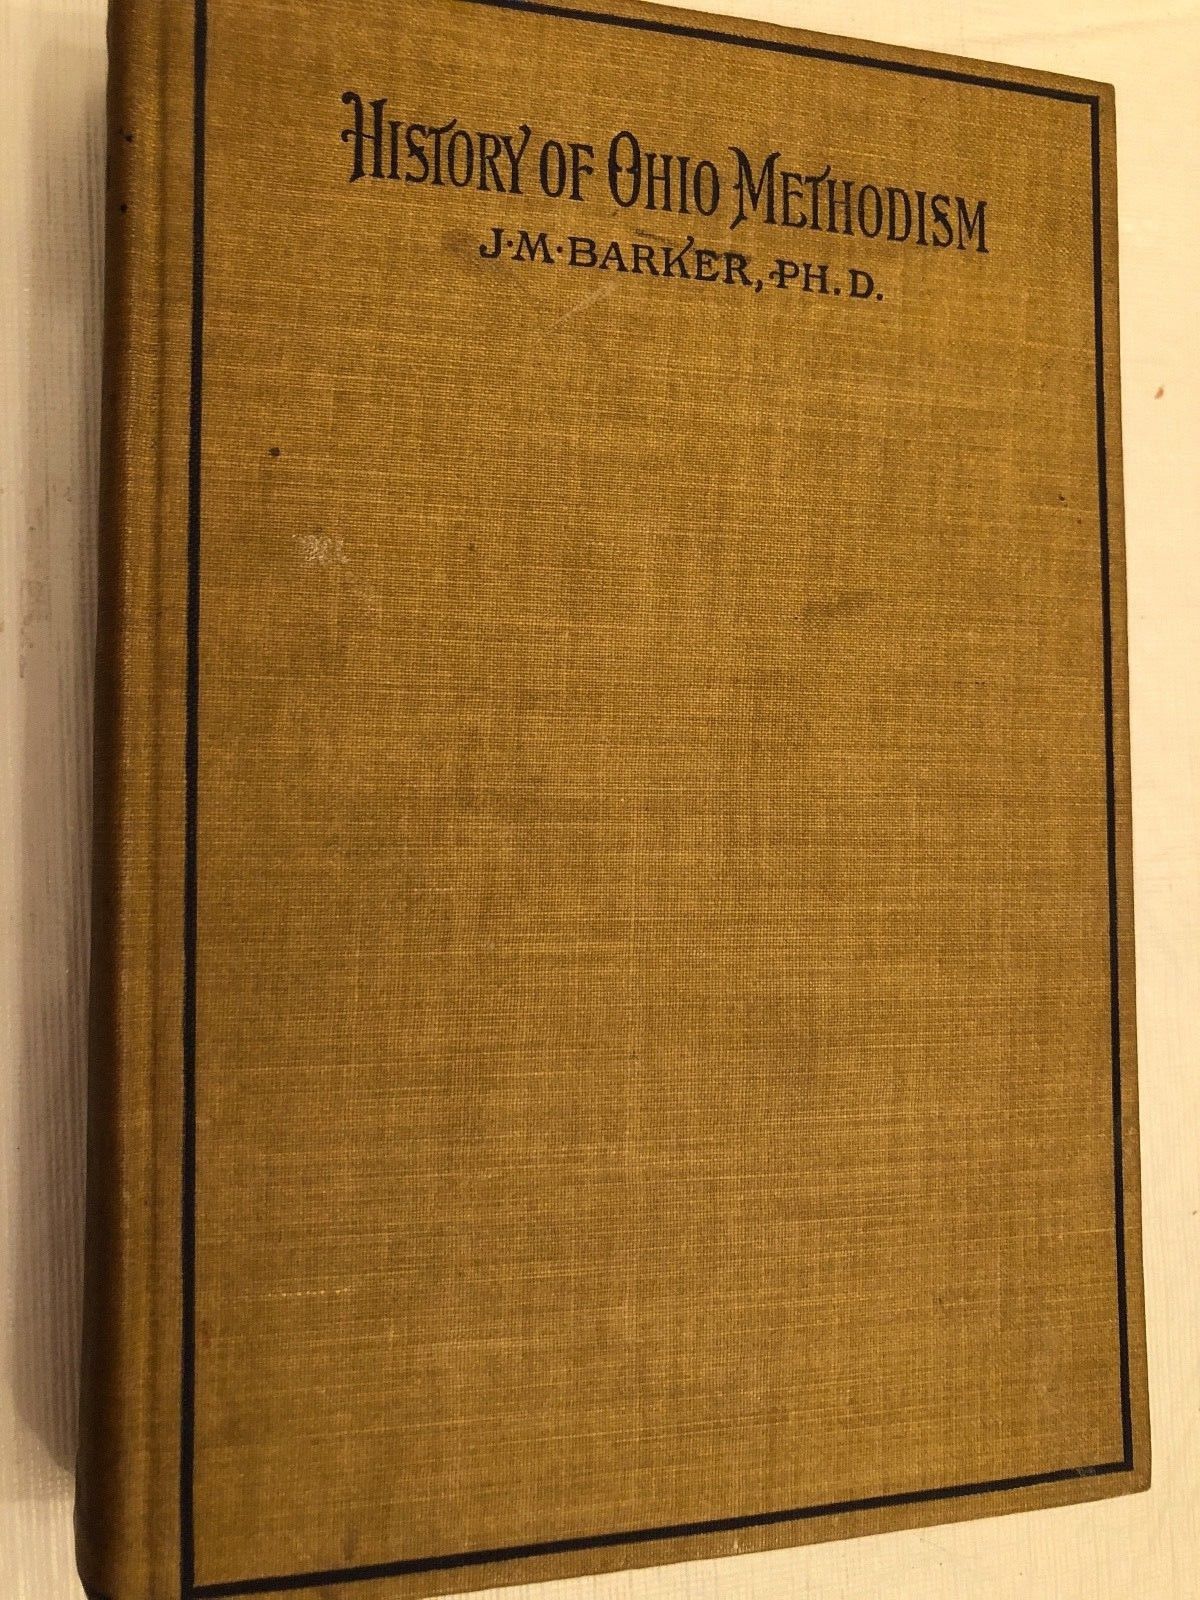 HISTORY OF OHIO METHODISM
J·M·BARKER, PH.D.